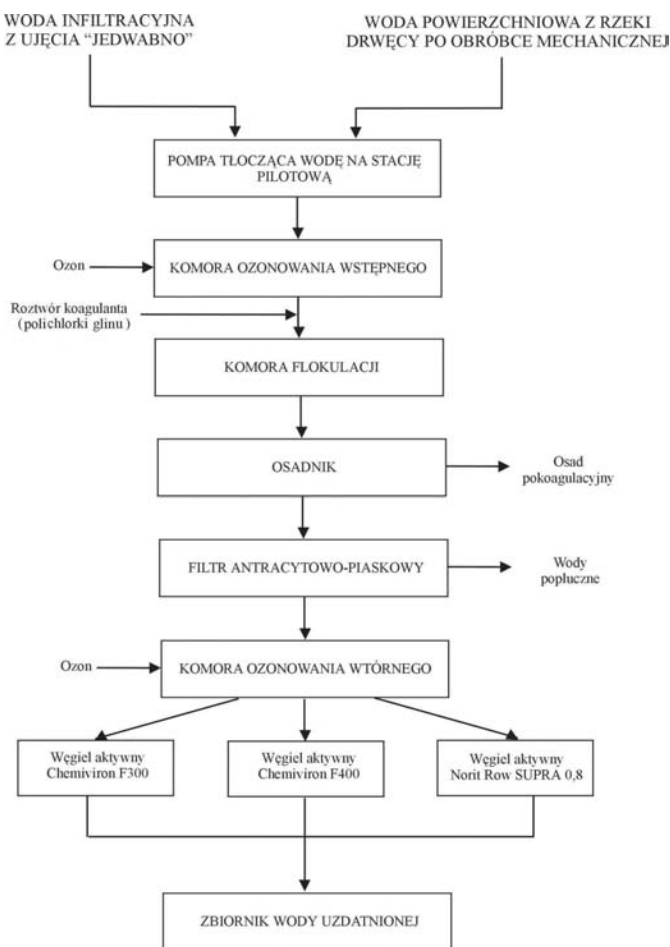 WODA INFILTRACYJNA
Z UJĘCIA “JEDWABNO”
WODA POWIERZCHNIOWA Z RZEKI
DRWĘCY PO OBRÓBCE MECHANICZNEJ
POMPA TŁOCZĄCA WODĘ NA STACJĘ
PILOTOWĄ
Ozon
KOMORA OZONOWANIA WSTĘPNEGO
Roztwór koagulanta
(polichlorki glinu)
KOMORA FLOKULACJI
OSADNIK
Osad
pokoagulacyjny
FILTR ANTRACYTOWO-PIASKOWY
Wody
popłuczne
Ozon
KOMORA OZONOWANIA WTÓRNEGO
Węgiel aktywny
Chemiviron F300
Węgiel aktywny
Chemiviron F400
Węgiel aktywny
Norit Row SUPRA 0,8
ZBIORNIK WODY UZDATNIONEJ